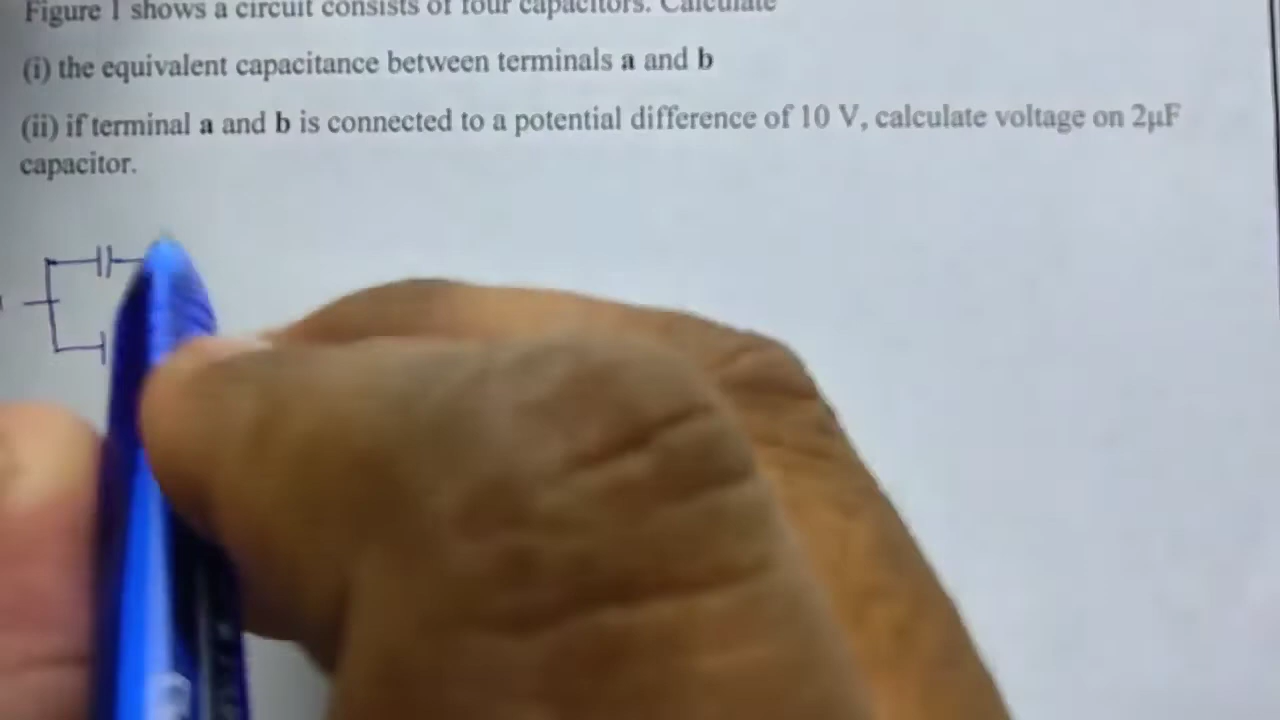 Figure 1 shows a circuit consists of four capacitors. Calculate
(i) the equivalent capacitance between terminals a and b
(ii) if terminal a and b is connected to a potential difference of 10 V, calculate voltage on 2μF
capacitor.